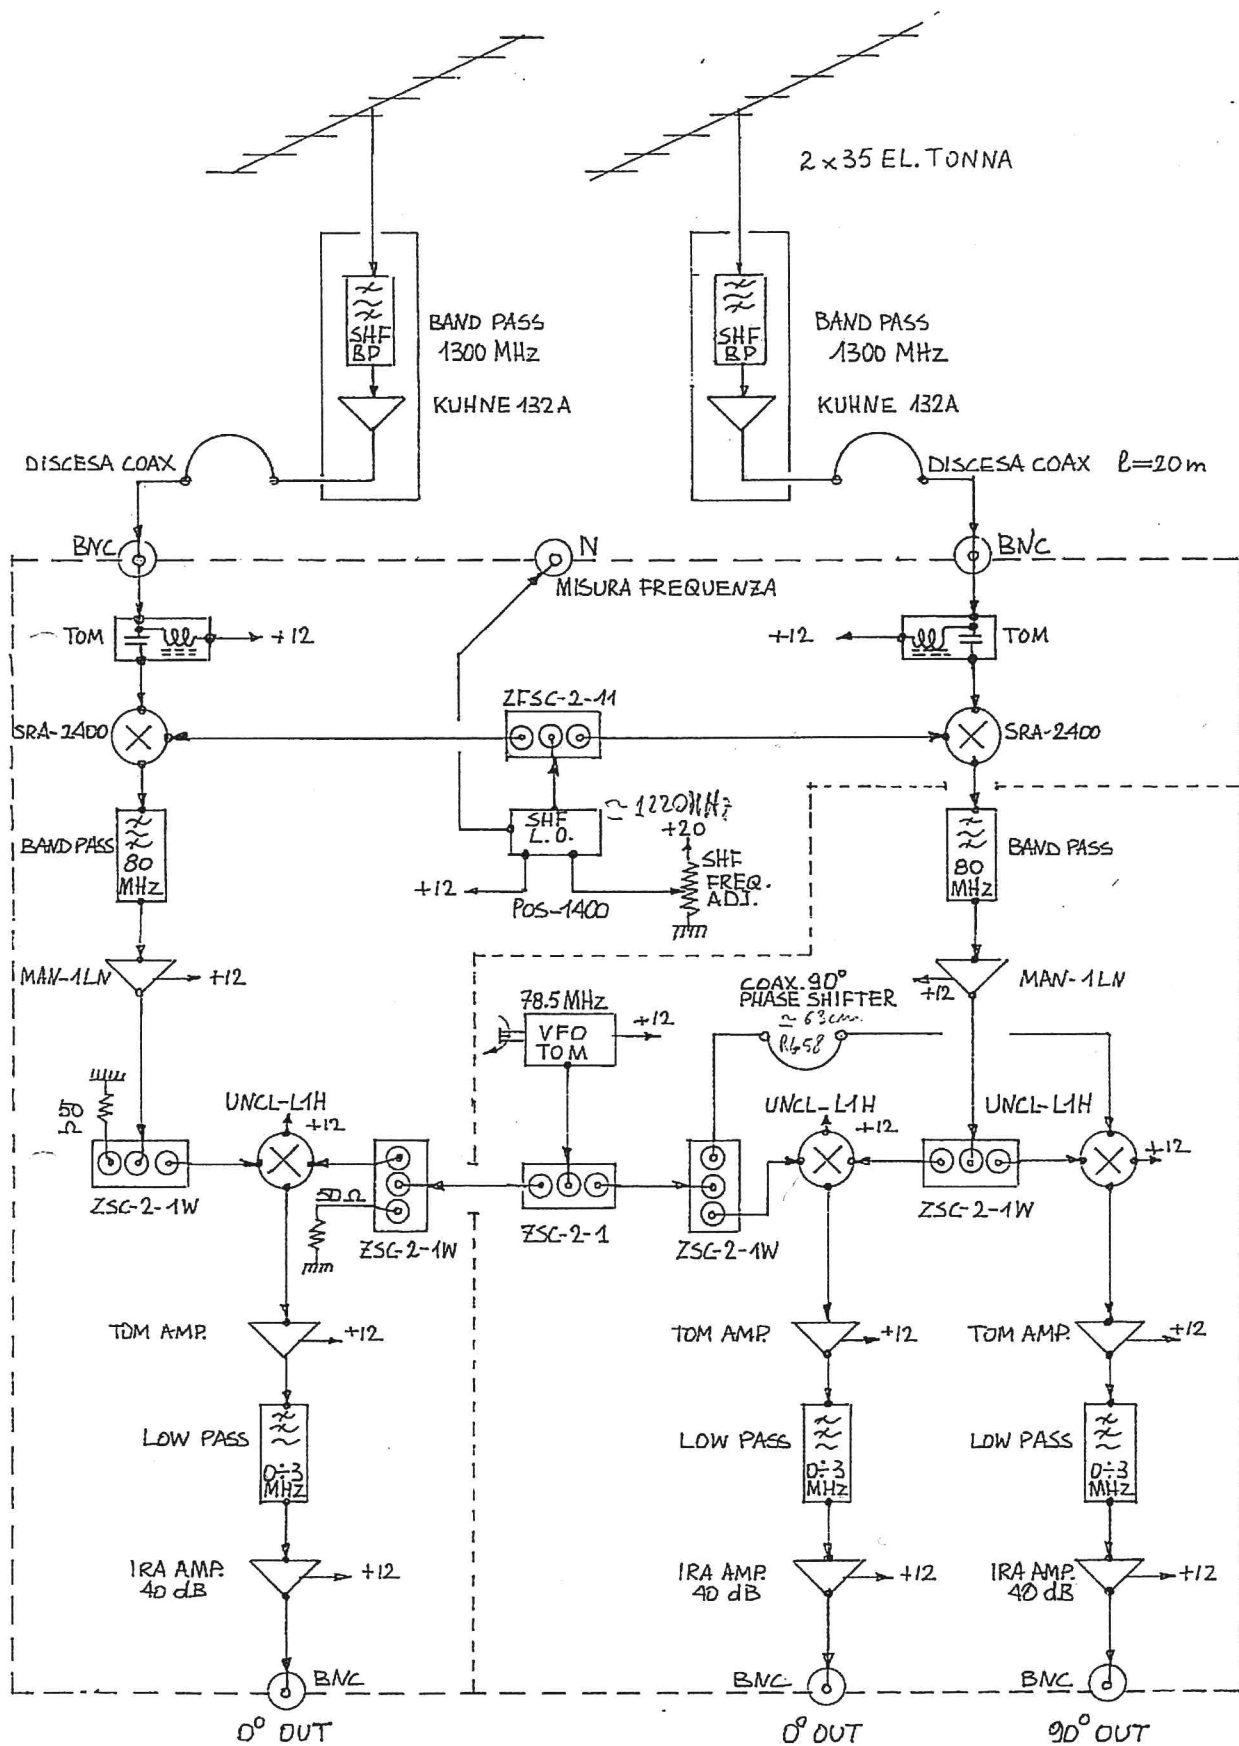 2 x 35 EL. TONNA
SHF
BP
BAND PASS
1300 MHz
KUHNE 132A
SHF
BP
BAND PASS
1300 MHz
KUHNE 132A
DISCESA COAX
DISCESA COAX l=20m
BNC
N
BNC
MISURA FREQUENZA
TOM
+12
+12
TOM
ZFSC-2-11
SRA-2400
SRA-2400
≃ 1220MHz
SHF
L.O.
+20
SHF
FREQ.
ADJ.
+12
POS-1400
BAND PASS
80
MHz
BAND PASS
80
MHz
MAN-1LN
+12
MAN-1LN
+12
78.5 MHz
VFO
TOM
+12
COAX. 90°
PHASE SHIFTER
≃ 63cm.
RG58
50
UNCL-L1H
+12
UNCL-L1H
+12
UNCL-L1H
+12
50 Ω
ZSC-2-1W
ZSC-2-1W
ZSC-2-1
ZSC-2-1W
ZSC-2-1W
TOM AMP.
+12
TOM AMP.
+12
TOM AMP.
+12
LOW PASS
0÷3
MHz
LOW PASS
0÷3
MHz
LOW PASS
0÷3
MHz
IRA AMP.
40 dB
+12
IRA AMP.
40 dB
+12
IRA AMP.
40 dB
+12
BNC
BNC
BNC
0° OUT
0° OUT
90° OUT